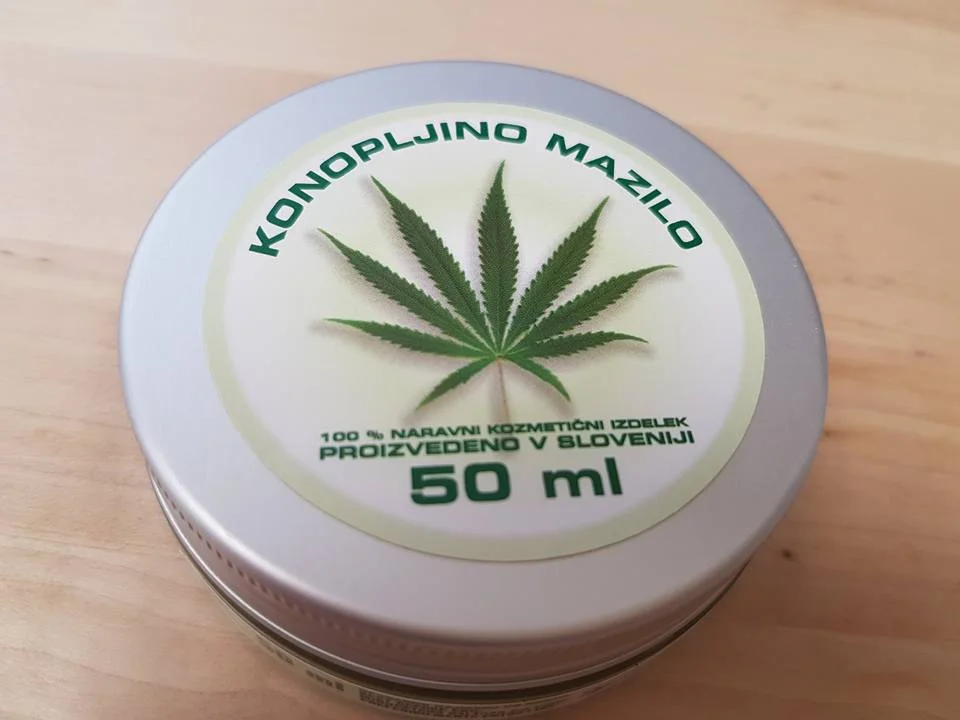 KONOPLJINO MAZILO
100 % NARAVNI KOZMETIČNI IZDELEK
PROIZVEDENO V SLOVENIJI
50 ml